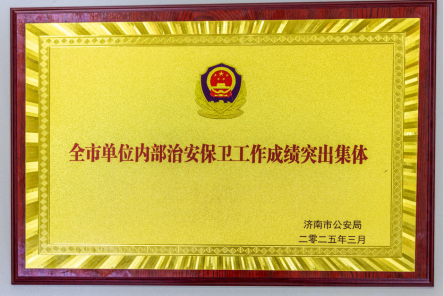 全市单位内部治安保卫工作成绩突出集体
济南市公安局
二零二五年三月